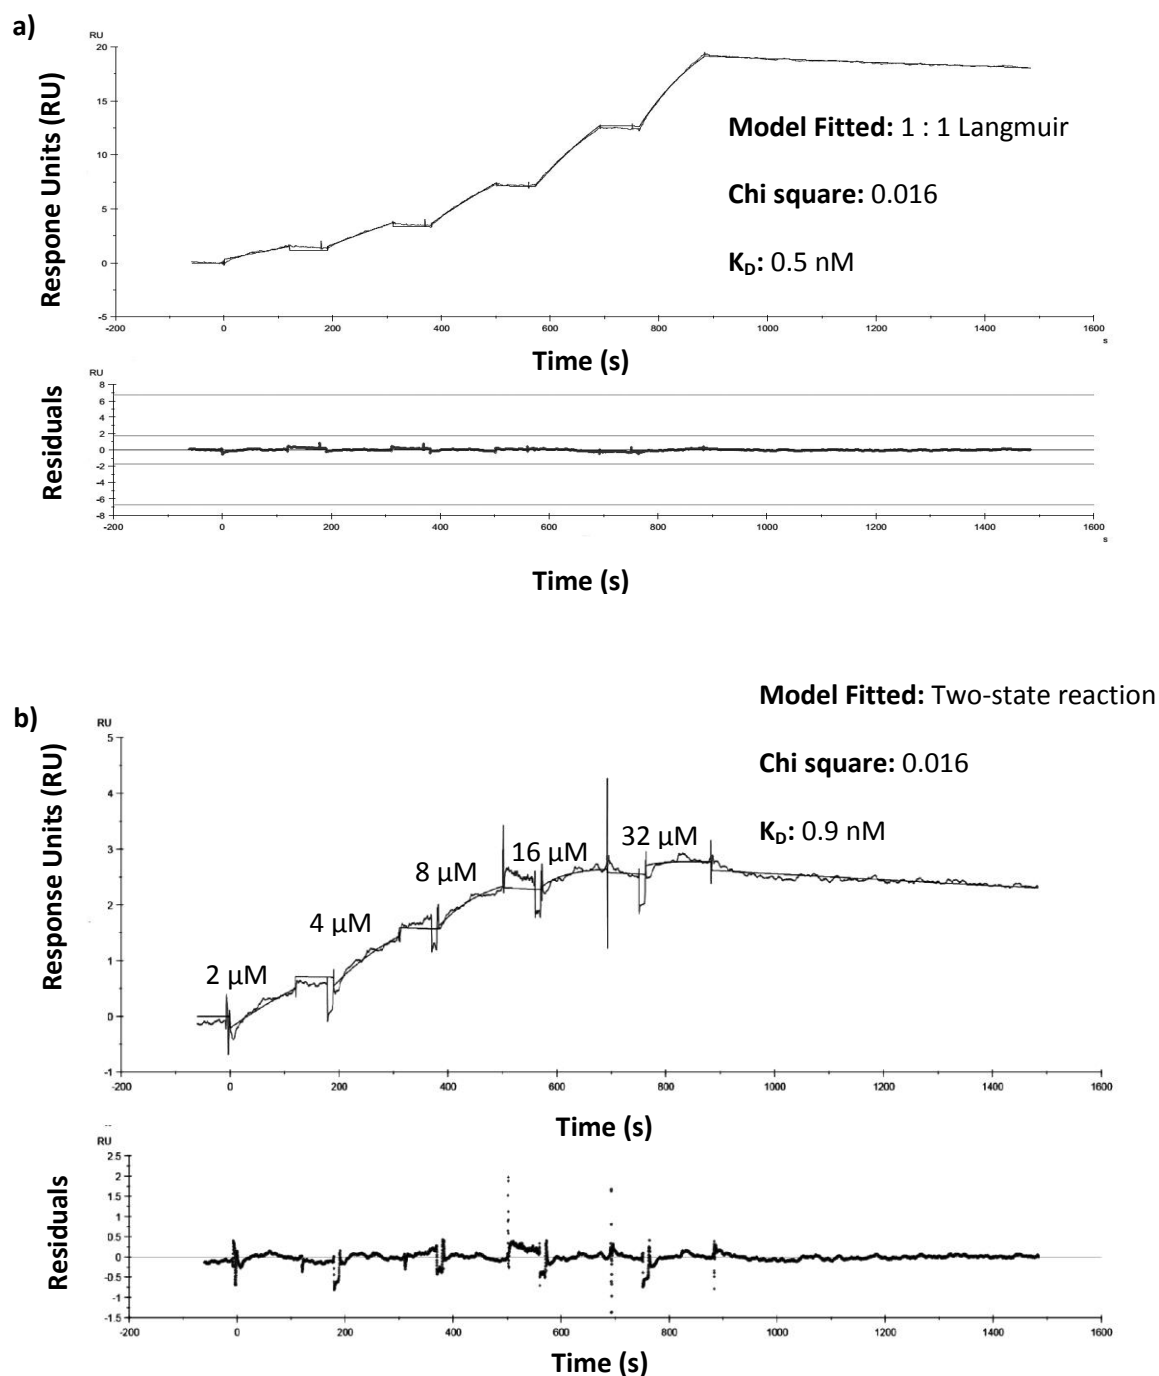 a)
RU
20
15
10
5
0
-5
Respone Units (RU)
Model Fitted: 1 : 1 Langmuir
Chi square: 0.016
KD: 0.5 nM
-200 0 200 400 600 800 1000 1200 1400 1600
s
Time (s)
RU
8
6
4
2
0
-2
-4
-6
-8
Residuals
-200 0 200 400 600 800 1000 1200 1400 1600
s
Time (s)
Model Fitted: Two-state reaction
b)
RU
Chi square: 0.016
KD: 0.9 nM
5
4
3
2
1
0
-1
Response Units (RU)
2 µM
4 µM
8 µM
16 µM
32 µM
-200 0 200 400 600 800 1000 1200 1400 1600
Time (s)
RU
2.5
2
1.5
1
0.5
0
-0.5
-1
-1.5
Residuals
-200 0 200 400 600 800 1000 1200 1400 1600
Time (s)